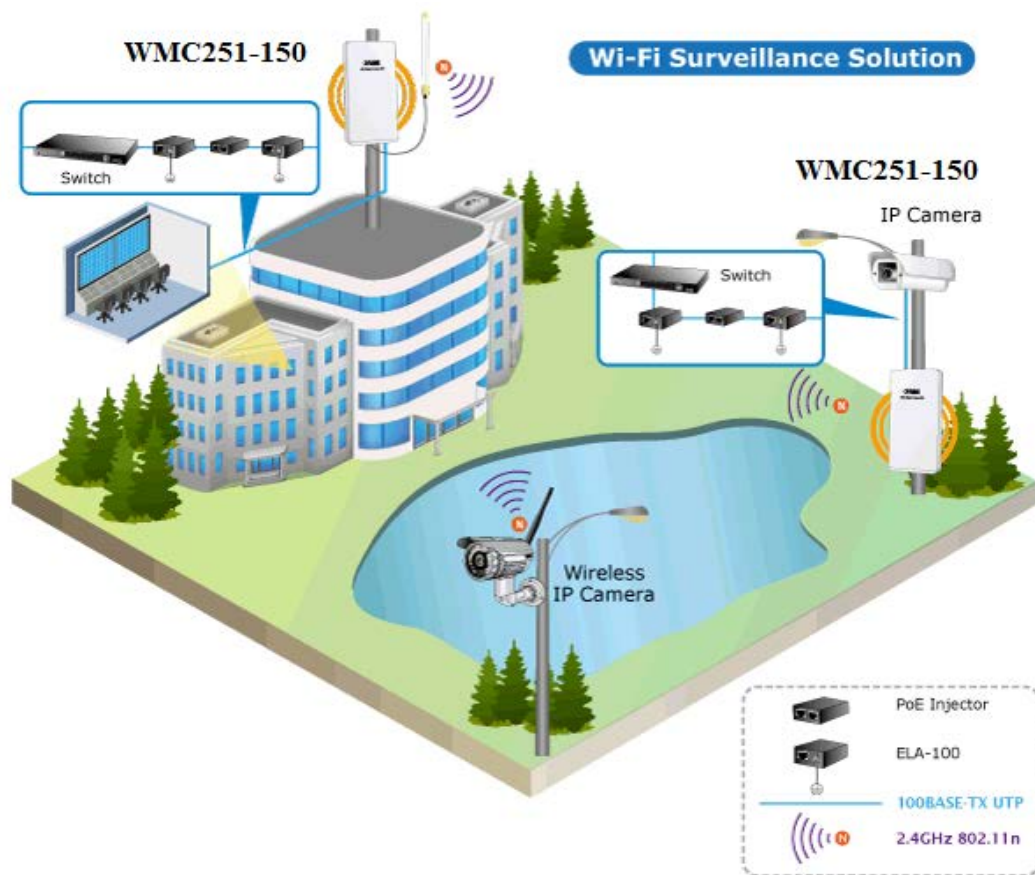 WMC251-150
Wi-Fi Surveillance Solution
Switch
WMC251-150
IP Camera
Switch
N
N
N
Wireless
IP Camera
PoE Injector
ELA-100
100BASE-TX UTP
N
2.4GHz 802.11n